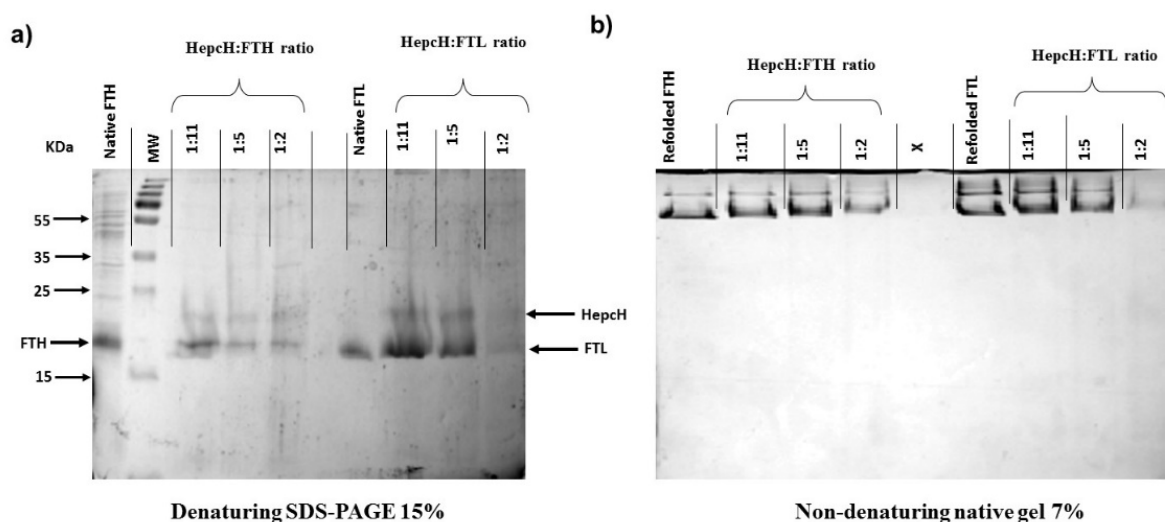 a)
HepcH:FTH ratio
HepcH:FTL ratio
KDa
Native FTH
MW
1:11
1:5
1:2
Native FTL
1:11
1:5
1:2
55
35
25
FTH
15
HepcH
FTL
Denaturing SDS-PAGE 15%
b)
HepcH:FTH ratio
HepcH:FTL ratio
Refolded FTH
1:11
1:5
1:2
X
Refolded FTL
1:11
1:5
1:2
Non-denaturing native gel 7%